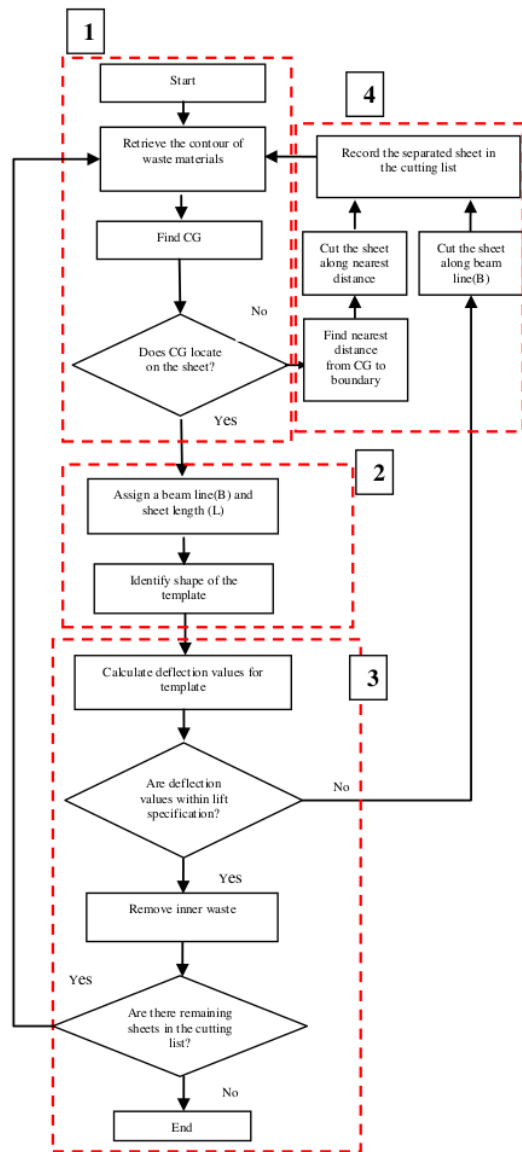 1
Start
4
Retrieve the contour of
waste materials
Record the separated sheet in
the cutting list
Find CG
Cut the sheet
along nearest
distance
Cut the sheet
along beam
line(B)
No
Does CG locate
on the sheet?
Find nearest
distance
from CG to
boundary
Yes
2
Assign a beam line(B) and
sheet length (L)
Identify shape of the
template
3
Calculate deflection values for
template
Are deflection
values within lift
specification?
No
Yes
Remove inner waste
Yes
Are there remaining
sheets in the cutting
list?
No
End